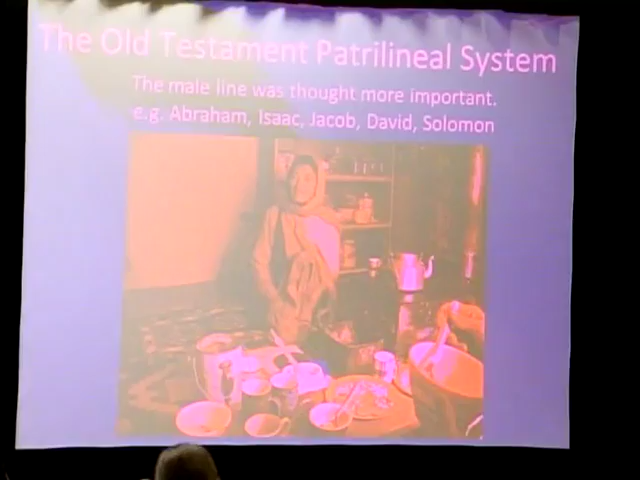 The Old Testament Patrilineal System
The male line was thought more important.
e.g. Abraham, Isaac, Jacob, David, Solomon